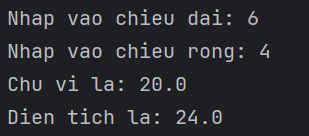 Nhap vao chieu dai: 6
Nhap vao chieu rong: 4
Chu vi la: 20.0
Dien tich la: 24.0